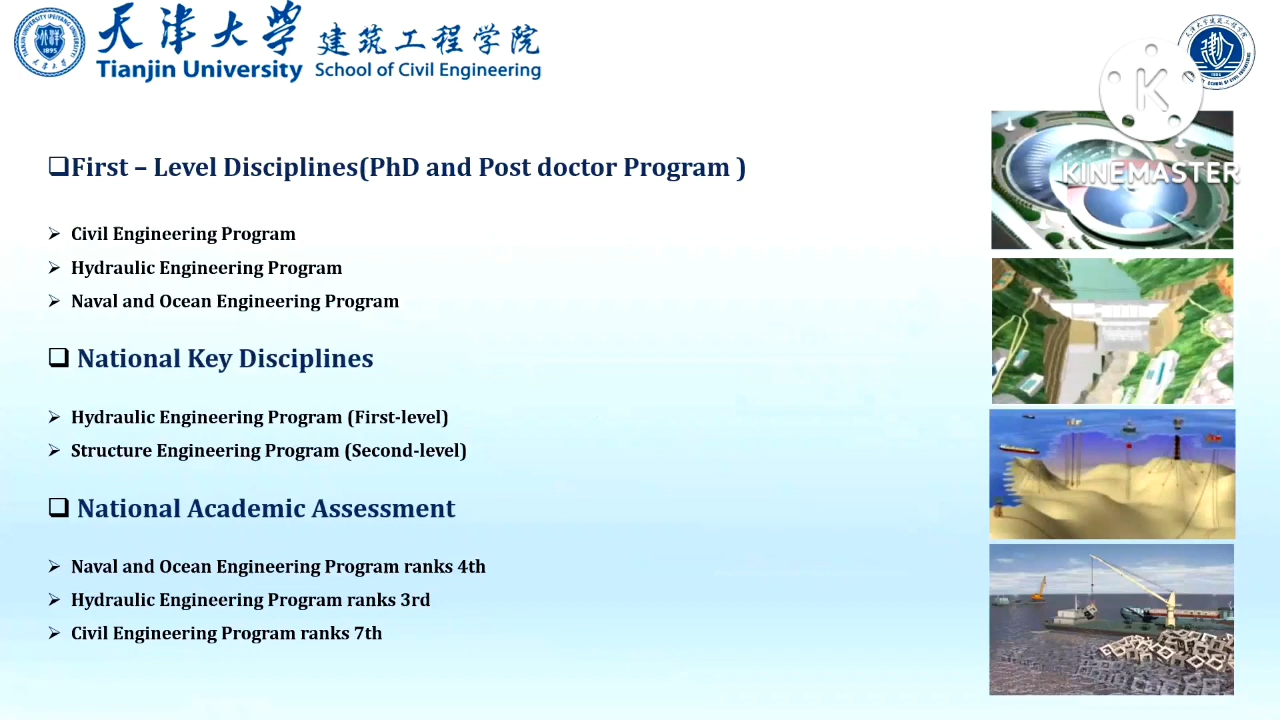 天津大学 建筑工程学院
Tianjin University School of Civil Engineering
1895
K
KINEMASTER
First – Level Disciplines(PhD and Post doctor Program )
Civil Engineering Program
Hydraulic Engineering Program
Naval and Ocean Engineering Program
National Key Disciplines
Hydraulic Engineering Program (First-level)
Structure Engineering Program (Second-level)
National Academic Assessment
Naval and Ocean Engineering Program ranks 4th
Hydraulic Engineering Program ranks 3rd
Civil Engineering Program ranks 7th